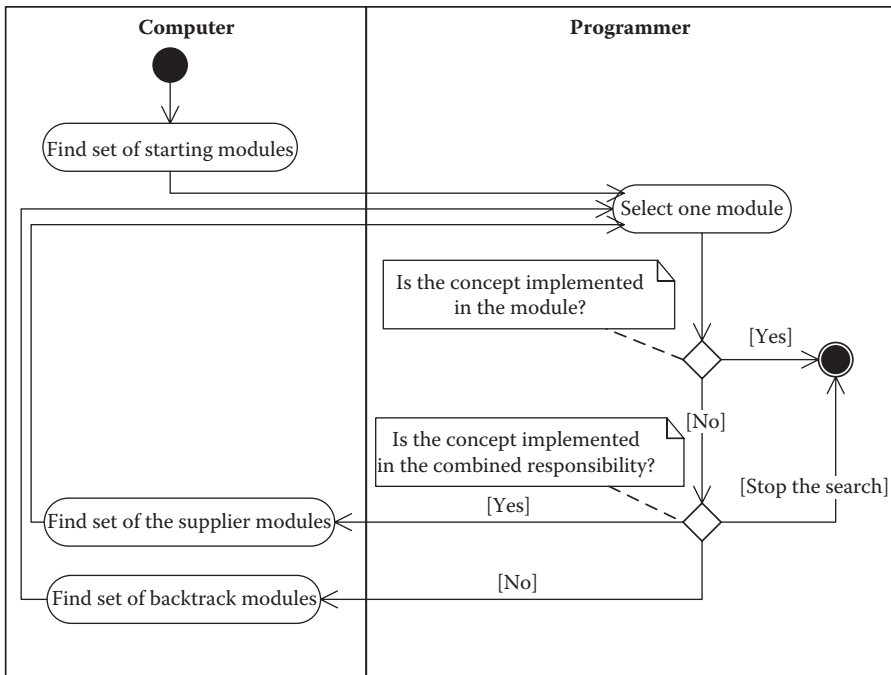 Computer
Programmer
Find set of starting modules
Select one module
Is the concept implemented
in the module?
[Yes]
[No]
Is the concept implemented
in the combined responsibility?
[Stop the search]
[Yes]
Find set of the supplier modules
[No]
Find set of backtrack modules